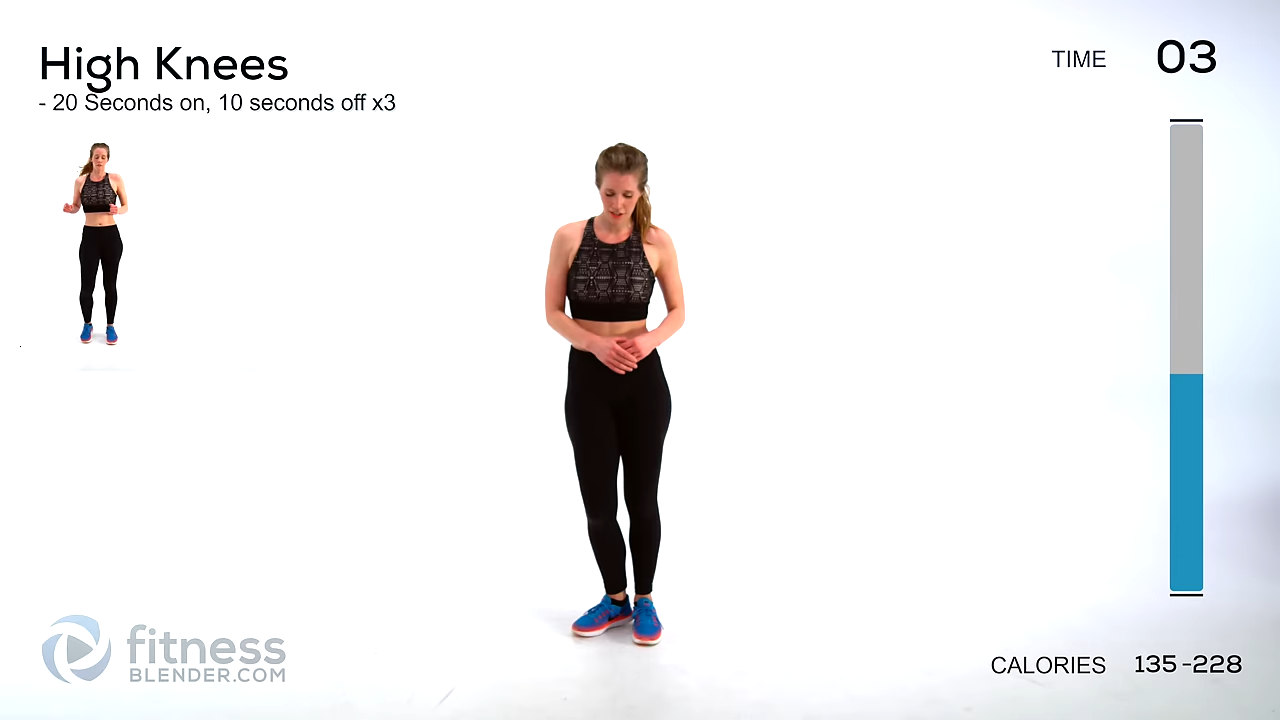 High Knees
- 20 Seconds on, 10 seconds off x3
TIME 03
CALORIES 135-228
fitness
BLENDER.COM